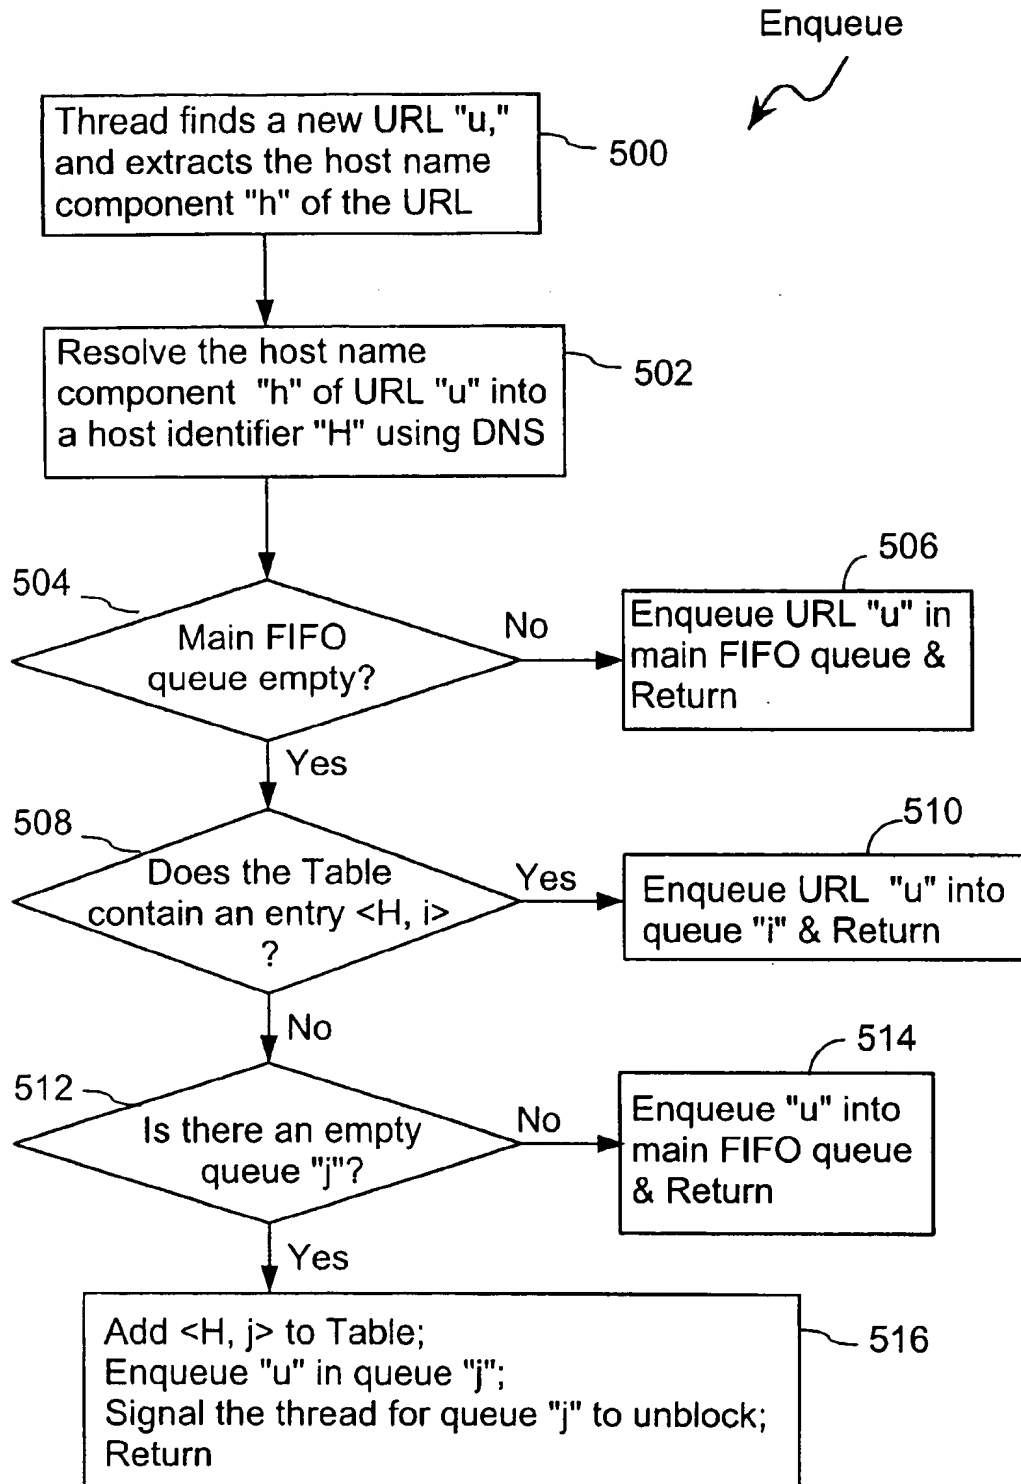 Enqueue
Thread finds a new URL "u,"
and extracts the host name
component "h" of the URL
500
Resolve the host name
component "h" of URL "u" into
a host identifier "H" using DNS
502
504
Main FIFO
queue empty?
No
506
Enqueue URL "u" in
main FIFO queue &
Return
Yes
508
Does the Table
contain an entry <H, i>
?
Yes
510
Enqueue URL "u" into
queue "i" & Return
No
512
Is there an empty
queue "j"?
No
514
Enqueue "u" into
main FIFO queue
& Return
Yes
Add <H, j> to Table;
Enqueue "u" in queue "j";
Signal the thread for queue "j" to unblock;
Return
516